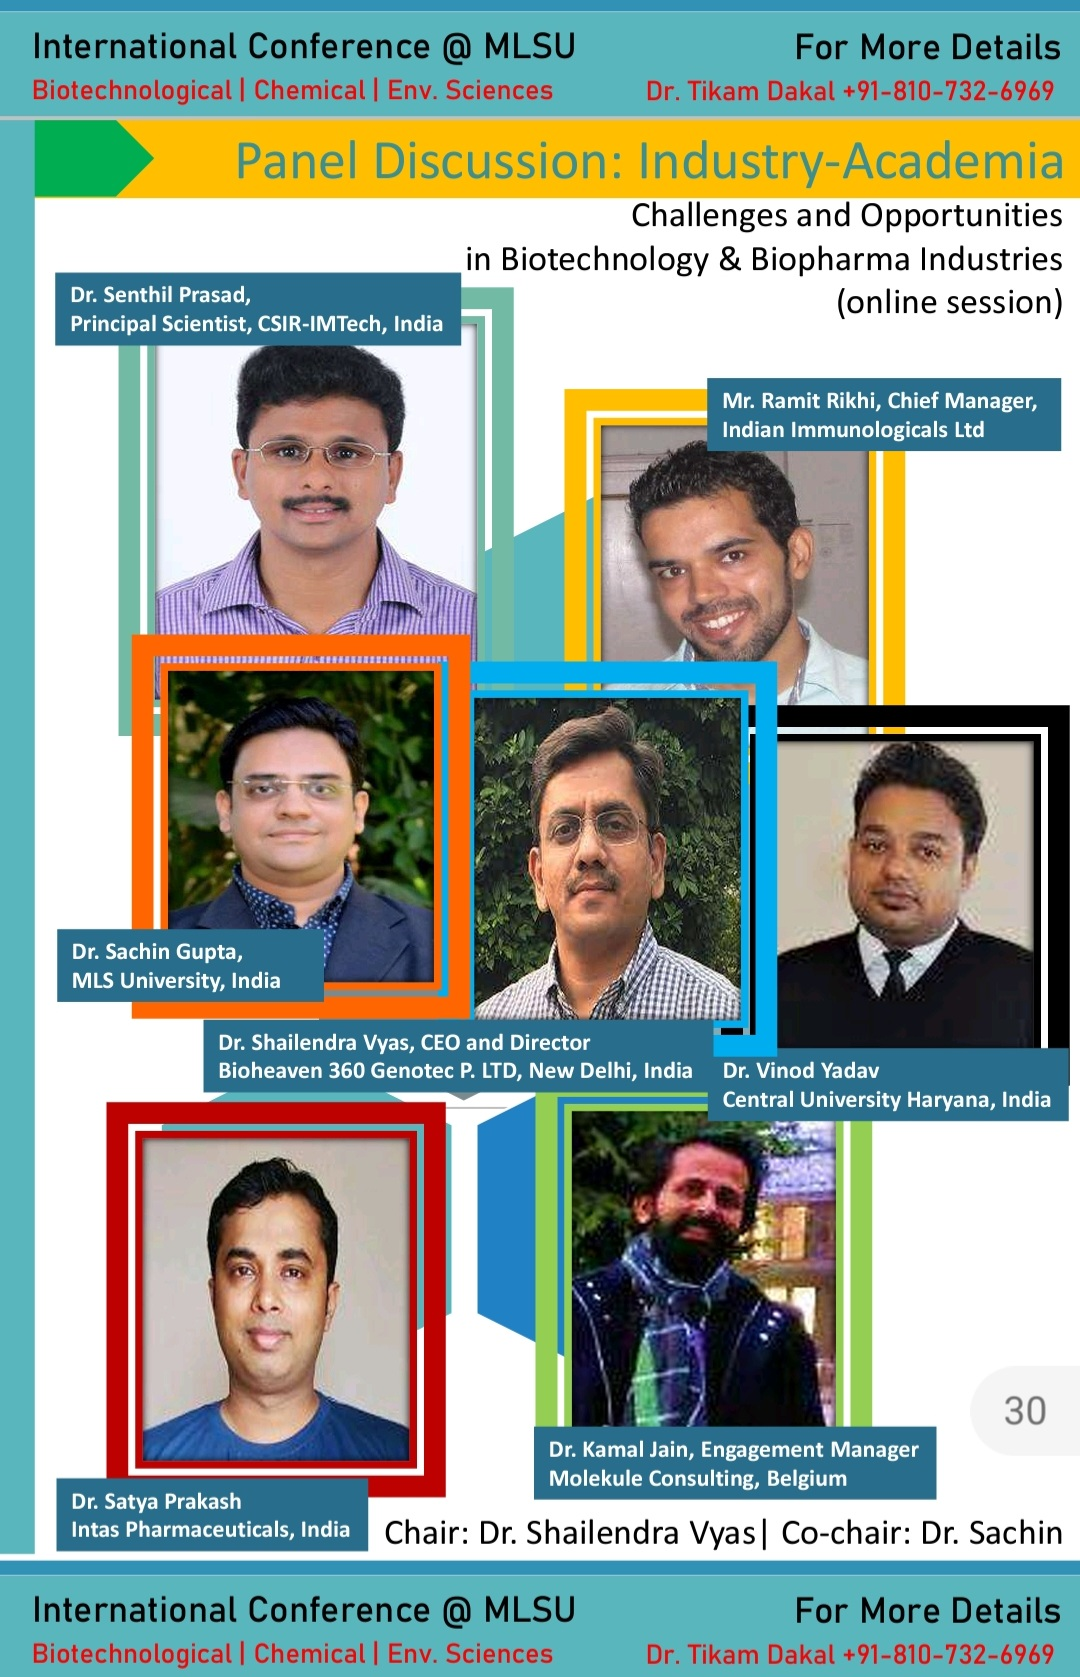 International Conference @ MLSU
For More Details
Biotechnological | Chemical | Env. Sciences
Dr. Tikam Dakal +91-810-732-6969
Panel Discussion: Industry-Academia
Challenges and Opportunities
in Biotechnology & Biopharma Industries
(online session)
Dr. Senthil Prasad,
Principal Scientist, CSIR-IMTech, India
Mr. Ramit Rikhi, Chief Manager,
Indian Immunologicals Ltd
Dr. Sachin Gupta,
MLS University, India
Dr. Shailendra Vyas, CEO and Director
Bioheaven 360 Genotec P. LTD, New Delhi, India
Dr. Vinod Yadav
Central University Haryana, India
30
Dr. Kamal Jain, Engagement Manager
Molekule Consulting, Belgium
Dr. Satya Prakash
Intas Pharmaceuticals, India
Chair: Dr. Shailendra Vyas| Co-chair: Dr. Sachin
International Conference @ MLSU
For More Details
Biotechnological | Chemical | Env. Sciences
Dr. Tikam Dakal +91-810-732-6969